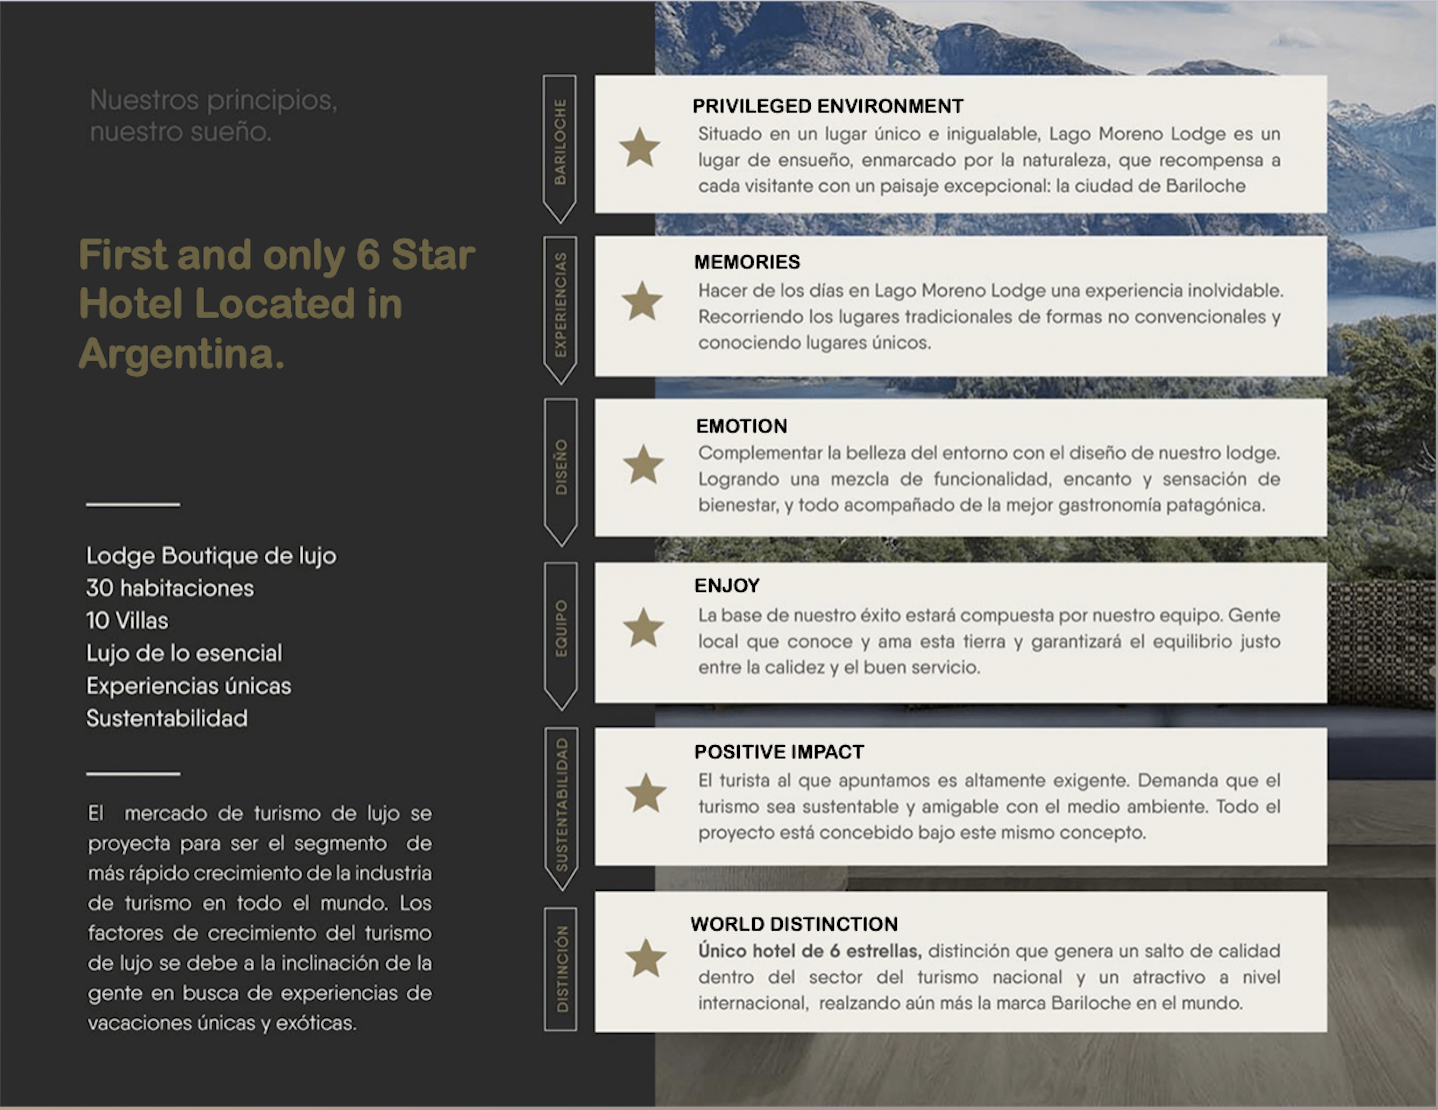 Nuestros principios,
nuestro sueño.
First and only 6 Star
Hotel Located in
Argentina.
Lodge Boutique de lujo
30 habitaciones
10 Villas
Lujo de lo esencial
Experiencias únicas
Sustentabilidad
El mercado de turismo de lujo se
proyecta para ser el segmento de
más rápido crecimiento de la industria
de turismo en todo el mundo. Los
factores de crecimiento del turismo
de lujo se debe a la inclinación de la
gente en busca de experiencias de
vacaciones únicas y exóticas.
BARILOCHE
PRIVILEGED ENVIRONMENT
Situado en un lugar único e inigualable, Lago Moreno Lodge es un
lugar de ensueño, enmarcado por la naturaleza, que recompensa a
cada visitante con un paisaje excepcional: la ciudad de Bariloche
EXPERIENCIAS
MEMORIES
Hacer de los días en Lago Moreno Lodge una experiencia inolvidable.
Recorriendo los lugares tradicionales de formas no convencionales y
conociendo lugares únicos.
DISEÑO
EMOTION
Complementar la belleza del entorno con el diseño de nuestro lodge.
Logrando una mezcla de funcionalidad, encanto y sensación de
bienestar, y todo acompañado de la mejor gastronomía patagónica.
EQUIPO
ENJOY
La base de nuestro éxito estará compuesta por nuestro equipo. Gente
local que conoce y ama esta tierra y garantizará el equilibrio justo
entre la calidez y el buen servicio.
SUSTENTABILIDAD
POSITIVE IMPACT
El turista al que apuntamos es altamente exigente. Demanda que el
turismo sea sustentable y amigable con el medio ambiente. Todo el
proyecto está concebido bajo este mismo concepto.
DISTINCIÓN
WORLD DISTINCTION
Único hotel de 6 estrellas, distinción que genera un salto de calidad
dentro del sector del turismo nacional y un atractivo a nivel
internacional, realzando aún más la marca Bariloche en el mundo.